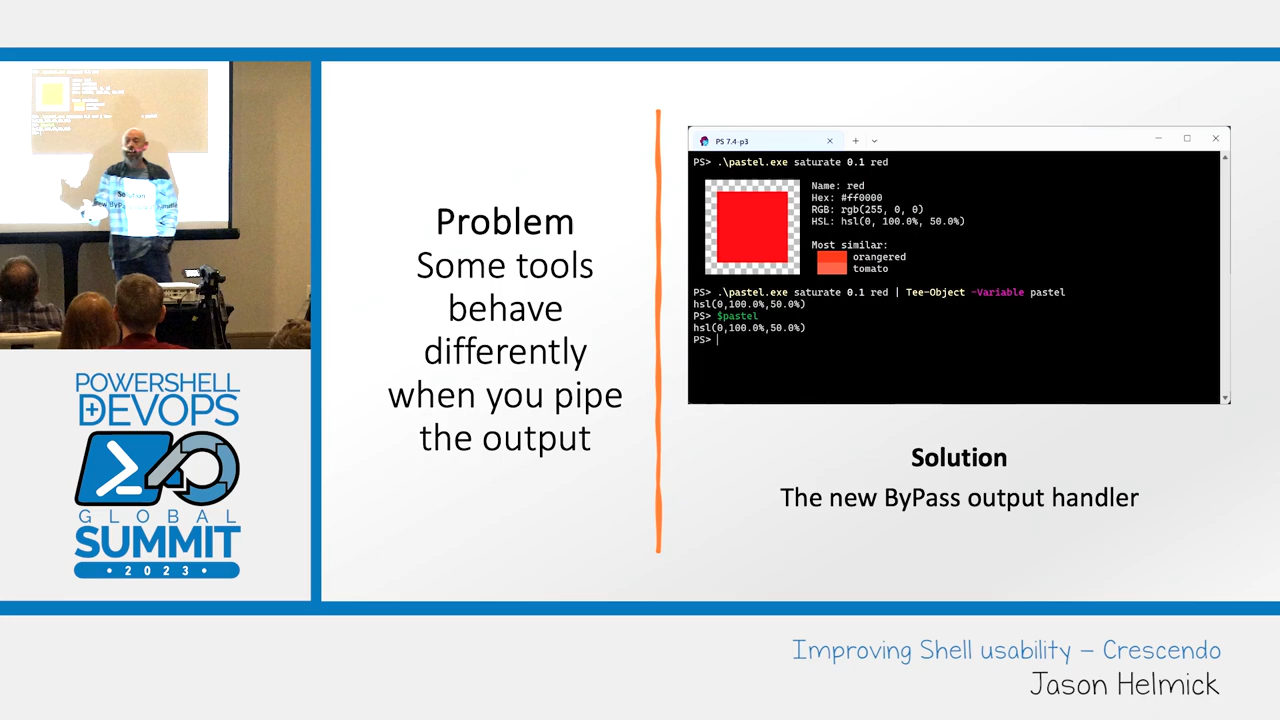 Solution
POWERSHELL
+DEVOPS
GLOBAL
SUMMIT
• 2023 •
Problem
Some tools
behave
differently
when you pipe
the output
PS 7.4-p3
PS> .\pastel.exe saturate 0.1 red
Name: red
Hex: #ff0000
RGB: rgb(255, 0, 0)
HSL: hsl(0, 100.0%, 50.0%)
Most similar:
orangered
tomato
PS> .\pastel.exe saturate 0.1 red | Tee-Object -Variable pastel
hsl(0,100.0%,50.0%)
PS> $pastel
hsl(0,100.0%,50.0%)
PS>
Solution
The new ByPass output handler
Improving Shell usability – Crescendo
Jason Helmick